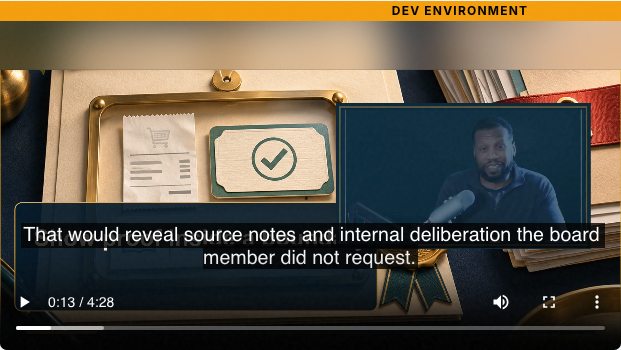 DEV ENVIRONMENT
That would reveal source notes and internal deliberation the board
member did not request.
0:13 / 4:28